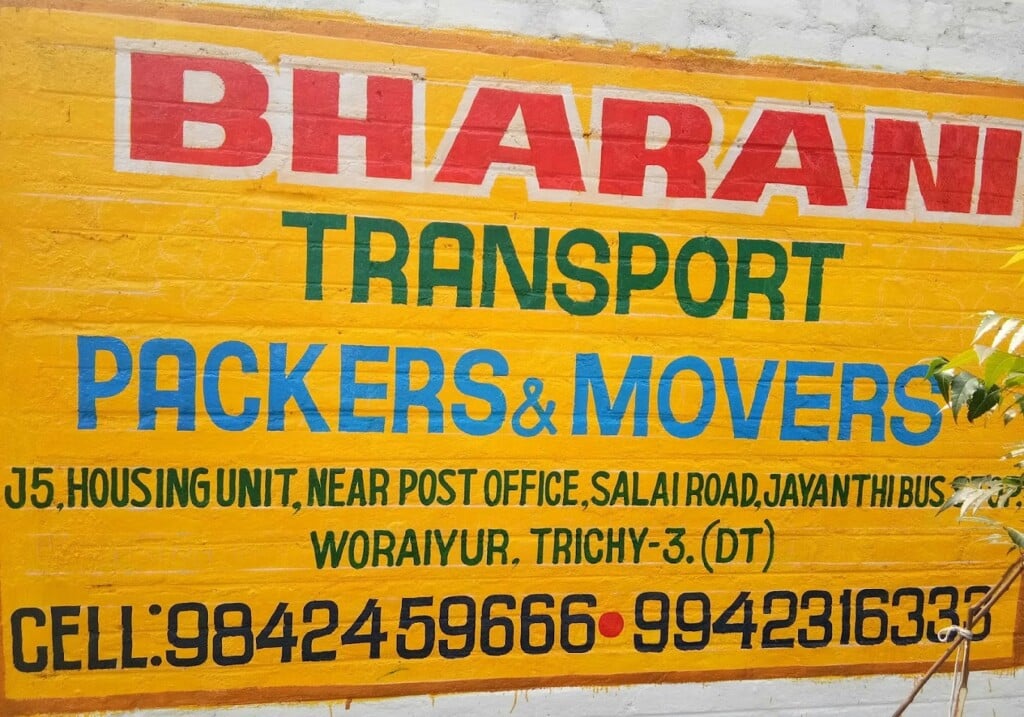 BHARANI
TRANSPORT
PACKERS & MOVERS
J5, HOUSING UNIT, NEAR POST OFFICE, SALAI ROAD, JAYANTHI BUS
WORAIYUR. TRICHY-3. (DT)
CELL: 9842459666 • 9942316333